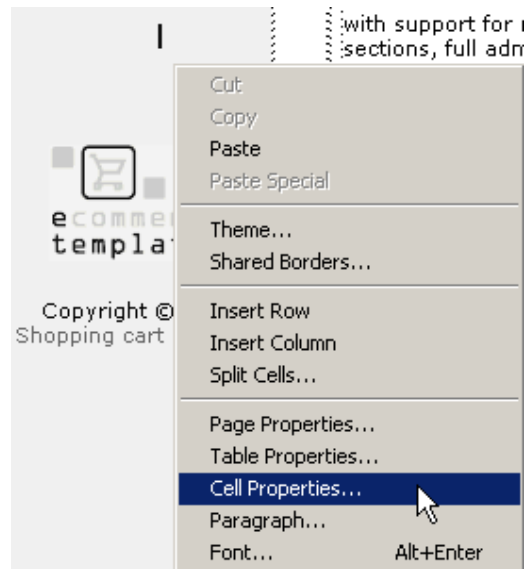 with support for
sections, full adm
Cut
Copy
Paste
Paste Special
ecommer
templa
Theme...
Shared Borders...
Copyright ©
Shopping cart
Insert Row
Insert Column
Split Cells...
Page Properties...
Table Properties...
Cell Properties...
Paragraph...
Font... Alt+Enter